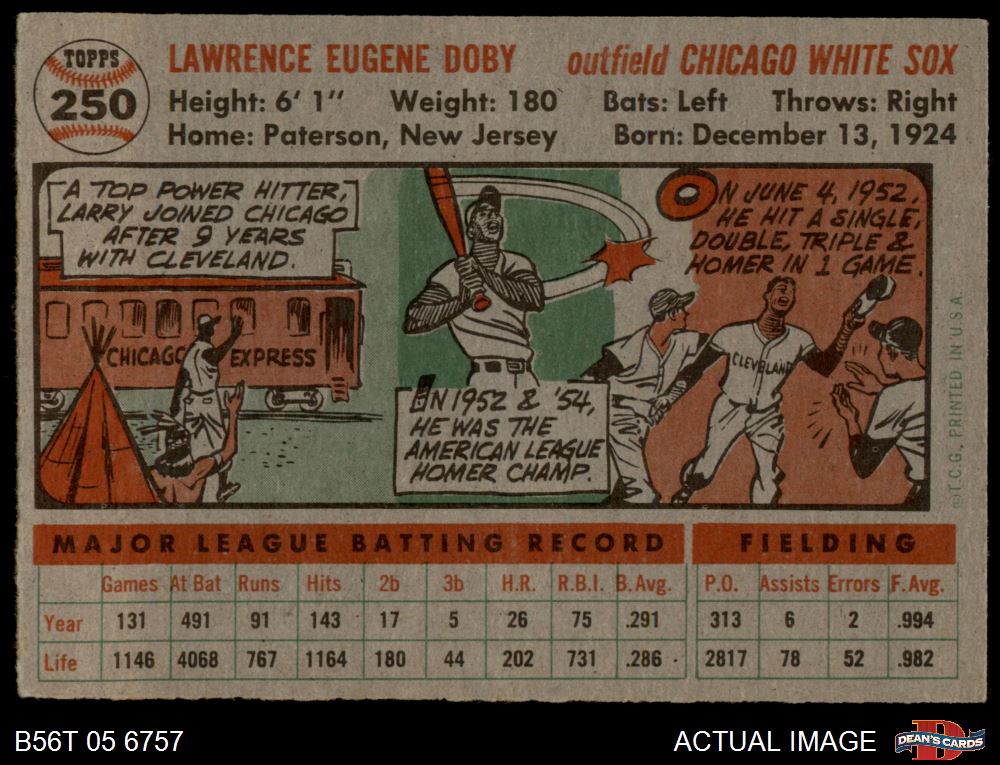 TOPPS
250
LAWRENCE EUGENE DOBY outfield CHICAGO WHITE SOX
Height: 6' 1" Weight: 180 Bats: Left Throws: Right
Home: Paterson, New Jersey Born: December 13, 1924
A TOP POWER HITTER,
LARRY JOINED CHICAGO
AFTER 9 YEARS
WITH CLEVELAND.
CHICAGO EXPRESS
IN 1952 & '54,
HE WAS THE
AMERICAN LEAGUE
HOMER CHAMP.
ON JUNE 4, 1952,
HE HIT A SINGLE,
DOUBLE, TRIPLE &
HOMER IN 1 GAME.
CLEVELAND
©T.C.G. PRINTED IN U.S.A.
MAJOR LEAGUE BATTING RECORD FIELDING
Games At Bat Runs Hits 2b 3b H.R. R.B.I. B. Avg. P.O. Assists Errors F. Avg.
Year 131 491 91 143 17 5 26 75 .291 313 6 2 .994
Life 1146 4068 767 1164 180 44 202 731 .286 2817 78 52 .982
B56T 05 6757 ACTUAL IMAGE
D
DEAN'S CARDS